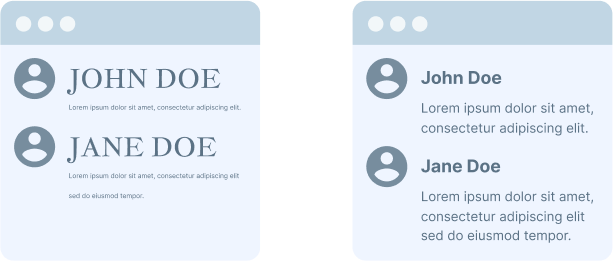 JOHN DOE
Lorem ipsum dolor sit amet, consectetur adipiscing elit.
JANE DOE
Lorem ipsum dolor sit amet, consectetur adipiscing elit
sed do eiusmod tempor.
John Doe
Lorem ipsum dolor sit amet,
consectetur adipiscing elit.
Jane Doe
Lorem ipsum dolor sit amet,
consectetur adipiscing elit
sed do eiusmod tempor.